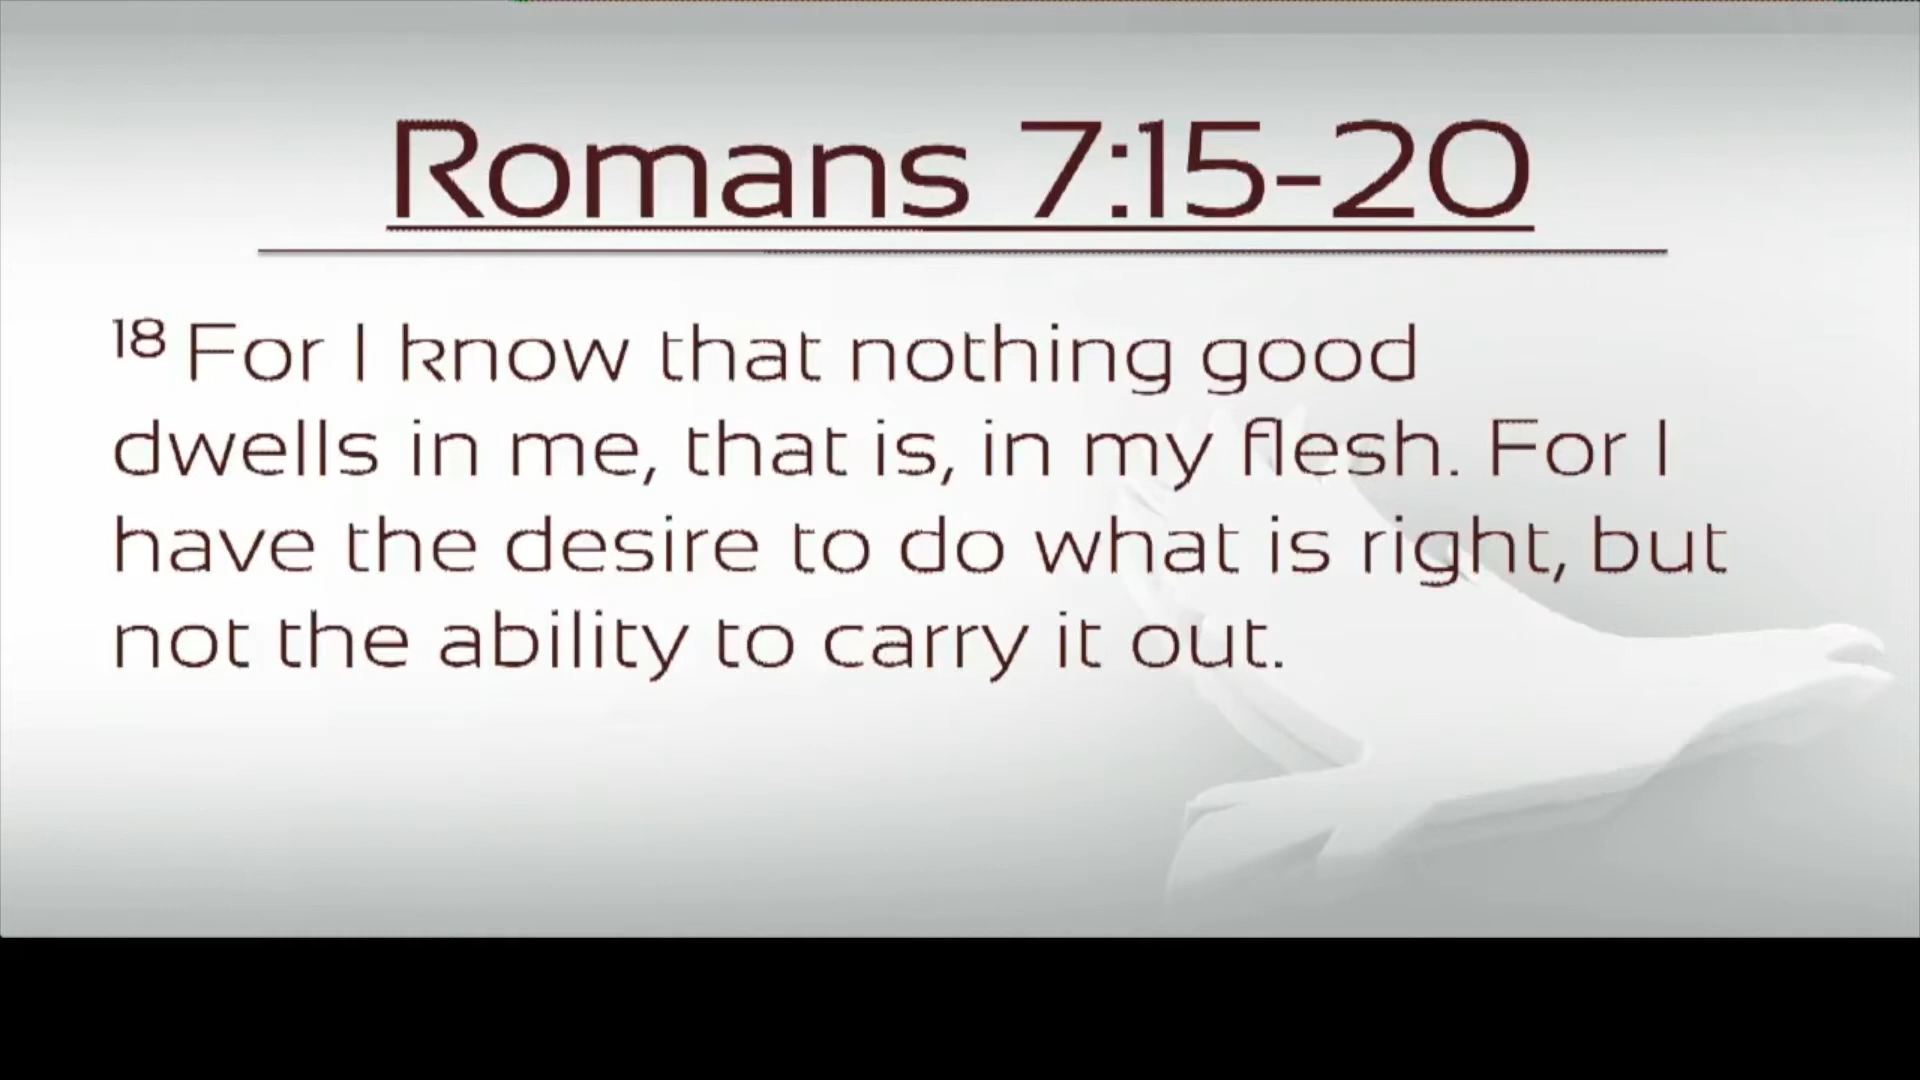 Romans 7:15-20
18 For I know that nothing good
dwells in me, that is, in my flesh. For I
have the desire to do what is right, but
not the ability to carry it out.